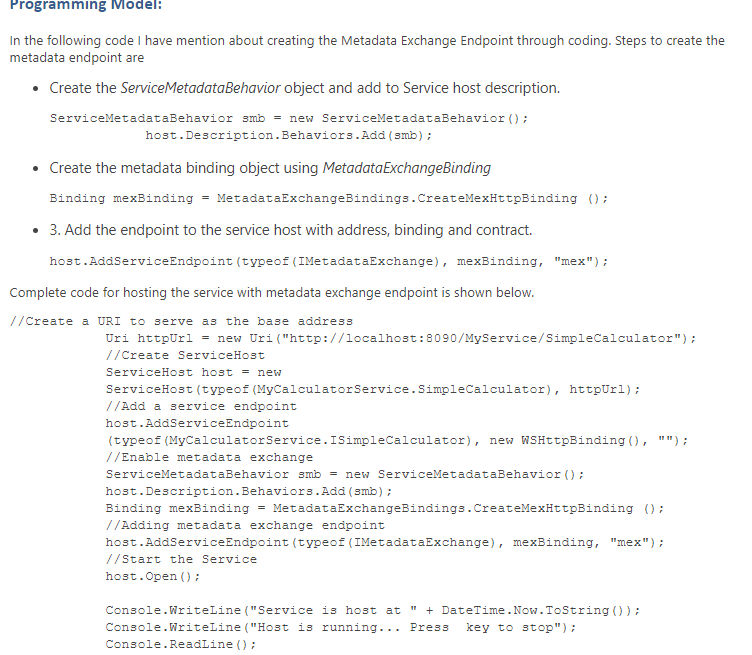 Programming Model:
In the following code I have mention about creating the Metadata Exchange Endpoint through coding. Steps to create the
metadata endpoint are
• Create the ServiceMetadataBehavior object and add to Service host description.
ServiceMetadataBehavior smb = new ServiceMetadataBehavior();
host.Description.Behaviors.Add(smb);
• Create the metadata binding object using MetadataExchangeBinding
Binding mexBinding = MetadataExchangeBindings.CreateMexHttpBinding ();
• 3. Add the endpoint to the service host with address, binding and contract.
host.AddServiceEndpoint(typeof(IMetadataExchange), mexBinding, "mex");
Complete code for hosting the service with metadata exchange endpoint is shown below.
//Create a URI to serve as the base address
Uri httpUrl = new Uri("http://localhost:8090/MyService/SimpleCalculator");
//Create ServiceHost
ServiceHost host = new
ServiceHost(typeof(MyCalculatorService.SimpleCalculator), httpUrl);
//Add a service endpoint
host.AddServiceEndpoint
(typeof(MyCalculatorService.ISimpleCalculator), new WSHttpBinding(), "");
//Enable metadata exchange
ServiceMetadataBehavior smb = new ServiceMetadataBehavior();
host.Description.Behaviors.Add(smb);
Binding mexBinding = MetadataExchangeBindings.CreateMexHttpBinding ();
//Adding metadata exchange endpoint
host.AddServiceEndpoint(typeof(IMetadataExchange), mexBinding, "mex");
//Start the Service
host.Open();
Console.WriteLine("Service is host at " + DateTime.Now.ToString());
Console.WriteLine("Host is running... Press  key to stop");
Console.ReadLine();